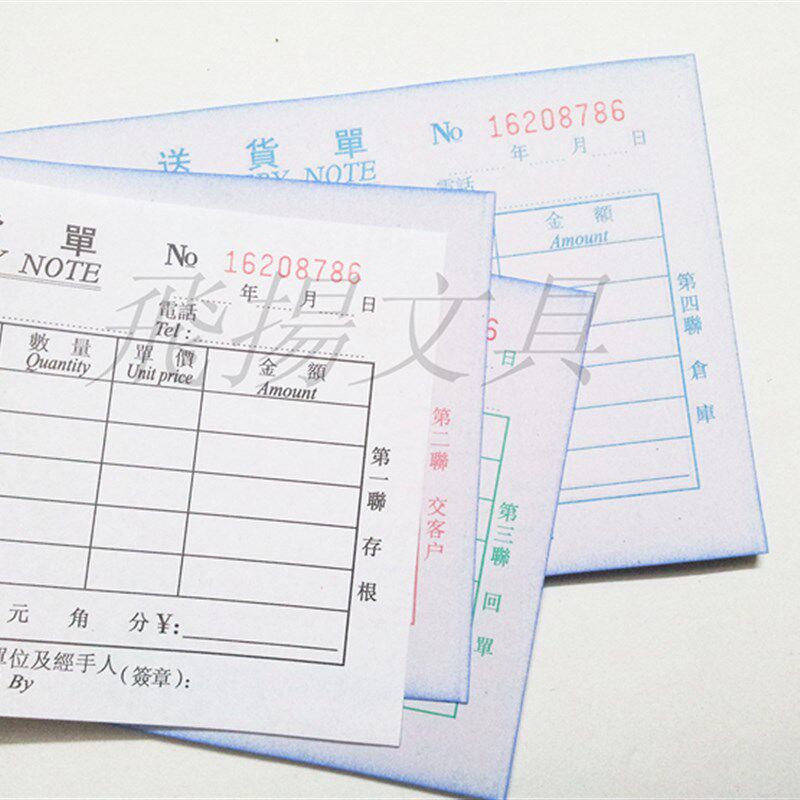 送 貨 單
BY NOTE
No 16208786
年 月 日
電話
金 額
Amount
第四聯 倉庫
單
Y NOTE
No 16208786
年 月 日
電話
Tel:
數 量
Quantity
單 價
Unit price
金 額
Amount
第一聯 存根
元 角 分 ¥:
單位及經手人(簽章):
By
第二聯 交客户
6
日
第三聯 回單
飛揚文具